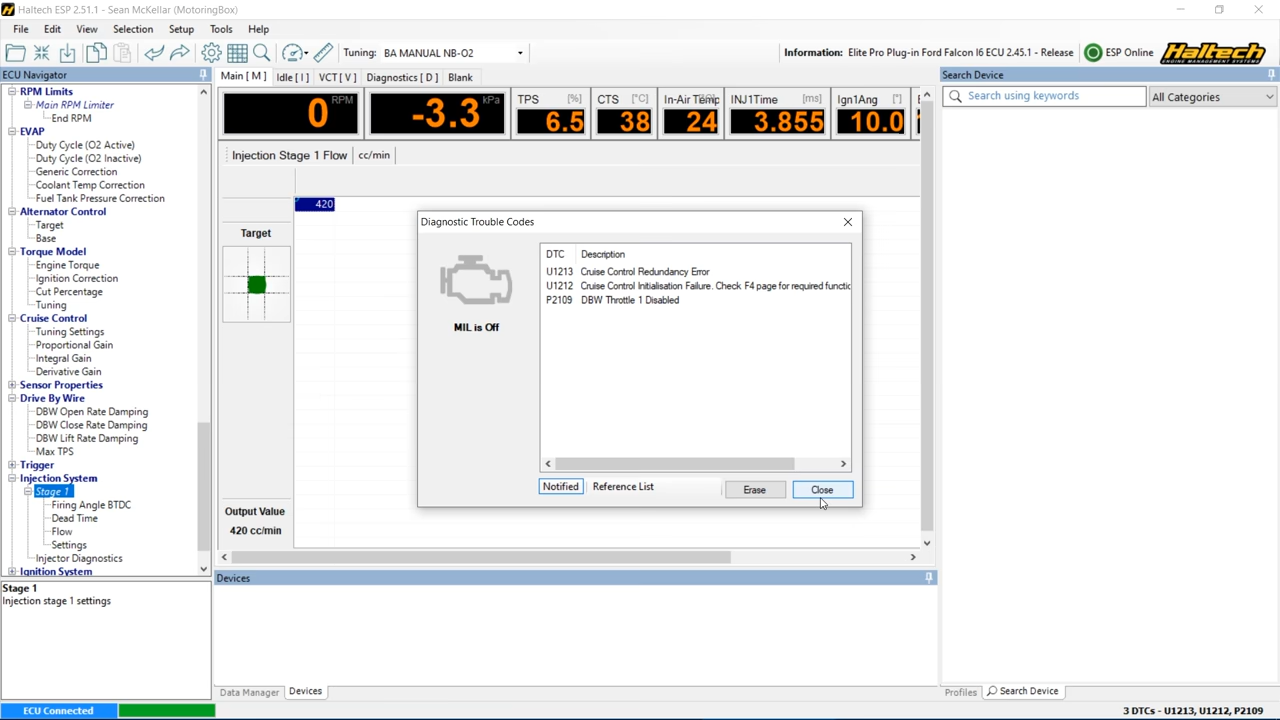 Haltech ESP 2.51.1 - Sean McKellar (MotoringBox)
File Edit View Selection Setup Tools Help
Tuning: BA MANUAL NB-O2
Information: Elite Pro Plug-in Ford Falcon I6 ECU 2.45.1 - Release
ESP Online
Haltech
ENGINE MANAGEMENT SYSTEMS
ECU Navigator
RPM Limits
Main RPM Limiter
End RPM
EVAP
Duty Cycle (O2 Active)
Duty Cycle (O2 Inactive)
Generic Correction
Coolant Temp Correction
Fuel Tank Pressure Correction
Alternator Control
Target
Base
Torque Model
Engine Torque
Ignition Correction
Cut Percentage
Tuning
Cruise Control
Tuning Settings
Proportional Gain
Integral Gain
Derivative Gain
Sensor Properties
Drive By Wire
DBW Open Rate Damping
DBW Close Rate Damping
DBW Lift Rate Damping
Max TPS
Trigger
Injection System
Stage 1
Firing Angle BTDC
Dead Time
Flow
Settings
Injector Diagnostics
Ignition System
Stage 1
Injection stage 1 settings
Main [ M ] Idle [ I ] VCT [ V ] Diagnostics [ D ] Blank
0 RPM
-3.3 kPa
TPS [%] 6.5
CTS [°C] 38
In-Air Temp 24
INJ1Time [ms] 3.855
Ign1Ang [°] 10.0
Injection Stage 1 Flow cc/min
420
Target
Output Value
420 cc/min
Diagnostic Trouble Codes
MIL is Off
DTC Description
U1213 Cruise Control Redundancy Error
U1212 Cruise Control Initialisation Failure. Check F4 page for required functic
P2109 DBW Throttle 1 Disabled
Notified Reference List Erase Close
Devices
Data Manager Devices
Search Device
Search using keywords All Categories
Profiles Search Device
ECU Connected
3 DTCs - U1213, U1212, P2109